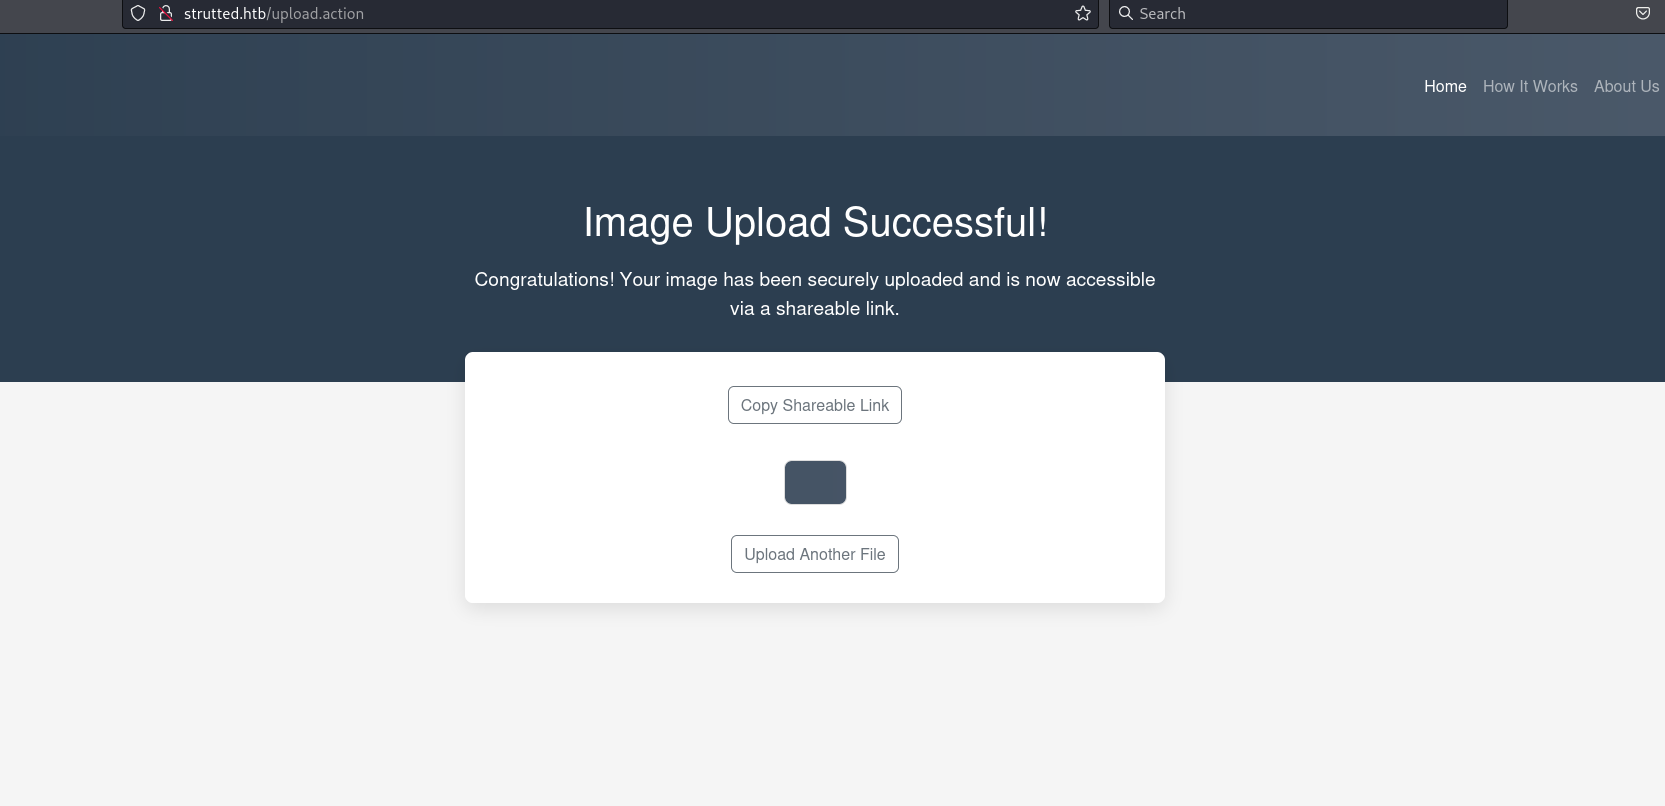 strutted.htb/upload.action
Search
Home How It Works About Us
Image Upload Successful!
Congratulations! Your image has been securely uploaded and is now accessible
via a shareable link.
Copy Shareable Link
Upload Another File